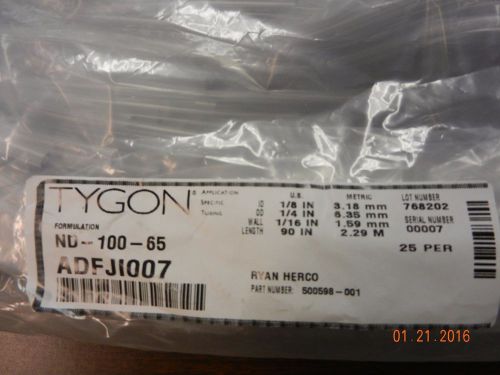 TYGON ® APPLICATION SPECIFIC TUBING
U.S. METRIC
ID 1/8 IN 3.18 mm
OD 1/4 IN 6.35 mm
WALL 1/16 IN 1.59 mm
LENGTH 90 IN 2.29 M
LOT NUMBER
768202
SERIAL NUMBER
00007
25 PER
FORMULATION
ND-100-65
ADFJI007
RYAN HERCO
PART NUMBER: 500598-001
01.21.2016